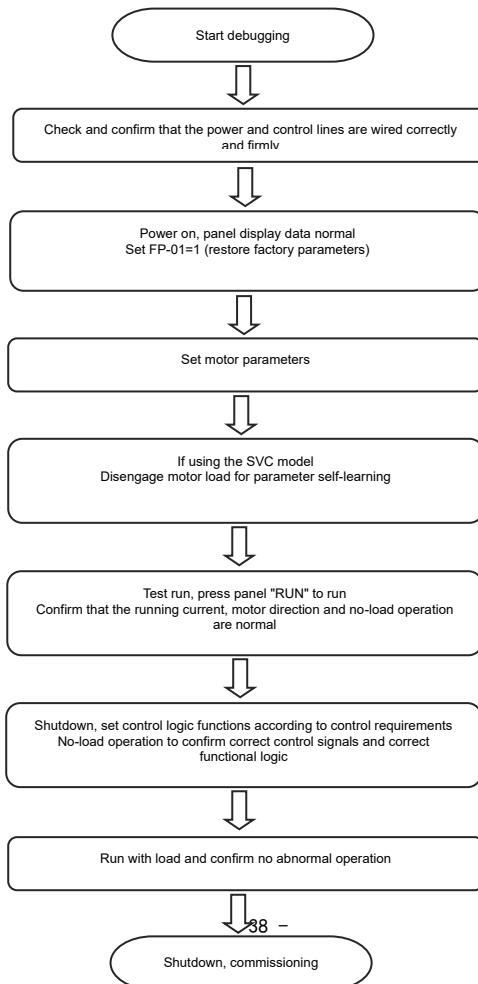 Start debugging
Check and confirm that the power and control lines are wired correctly
and firmly
Power on, panel display data normal
Set FP-01=1 (restore factory parameters)
Set motor parameters
If using the SVC model
Disengage motor load for parameter self-learning
Test run, press panel "RUN" to run
Confirm that the running current, motor direction and no-load operation
are normal
Shutdown, set control logic functions according to control requirements
No-load operation to confirm correct control signals and correct
functional logic
Run with load and confirm no abnormal operation
38 –
Shutdown, commissioning